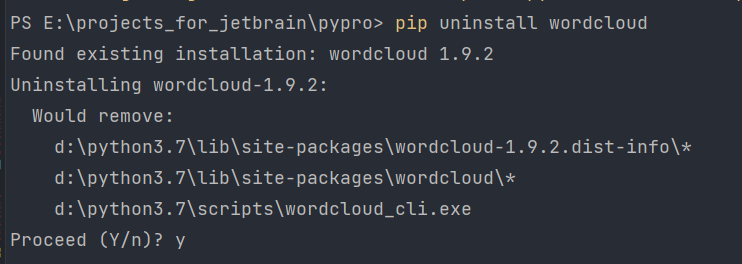 PS E:\projects_for_jetbrain\pypro> pip uninstall wordcloud
Found existing installation: wordcloud 1.9.2
Uninstalling wordcloud-1.9.2:
  Would remove:
    d:\python3.7\lib\site-packages\wordcloud-1.9.2.dist-info\*
    d:\python3.7\lib\site-packages\wordcloud\*
    d:\python3.7\scripts\wordcloud_cli.exe
Proceed (Y/n)? y